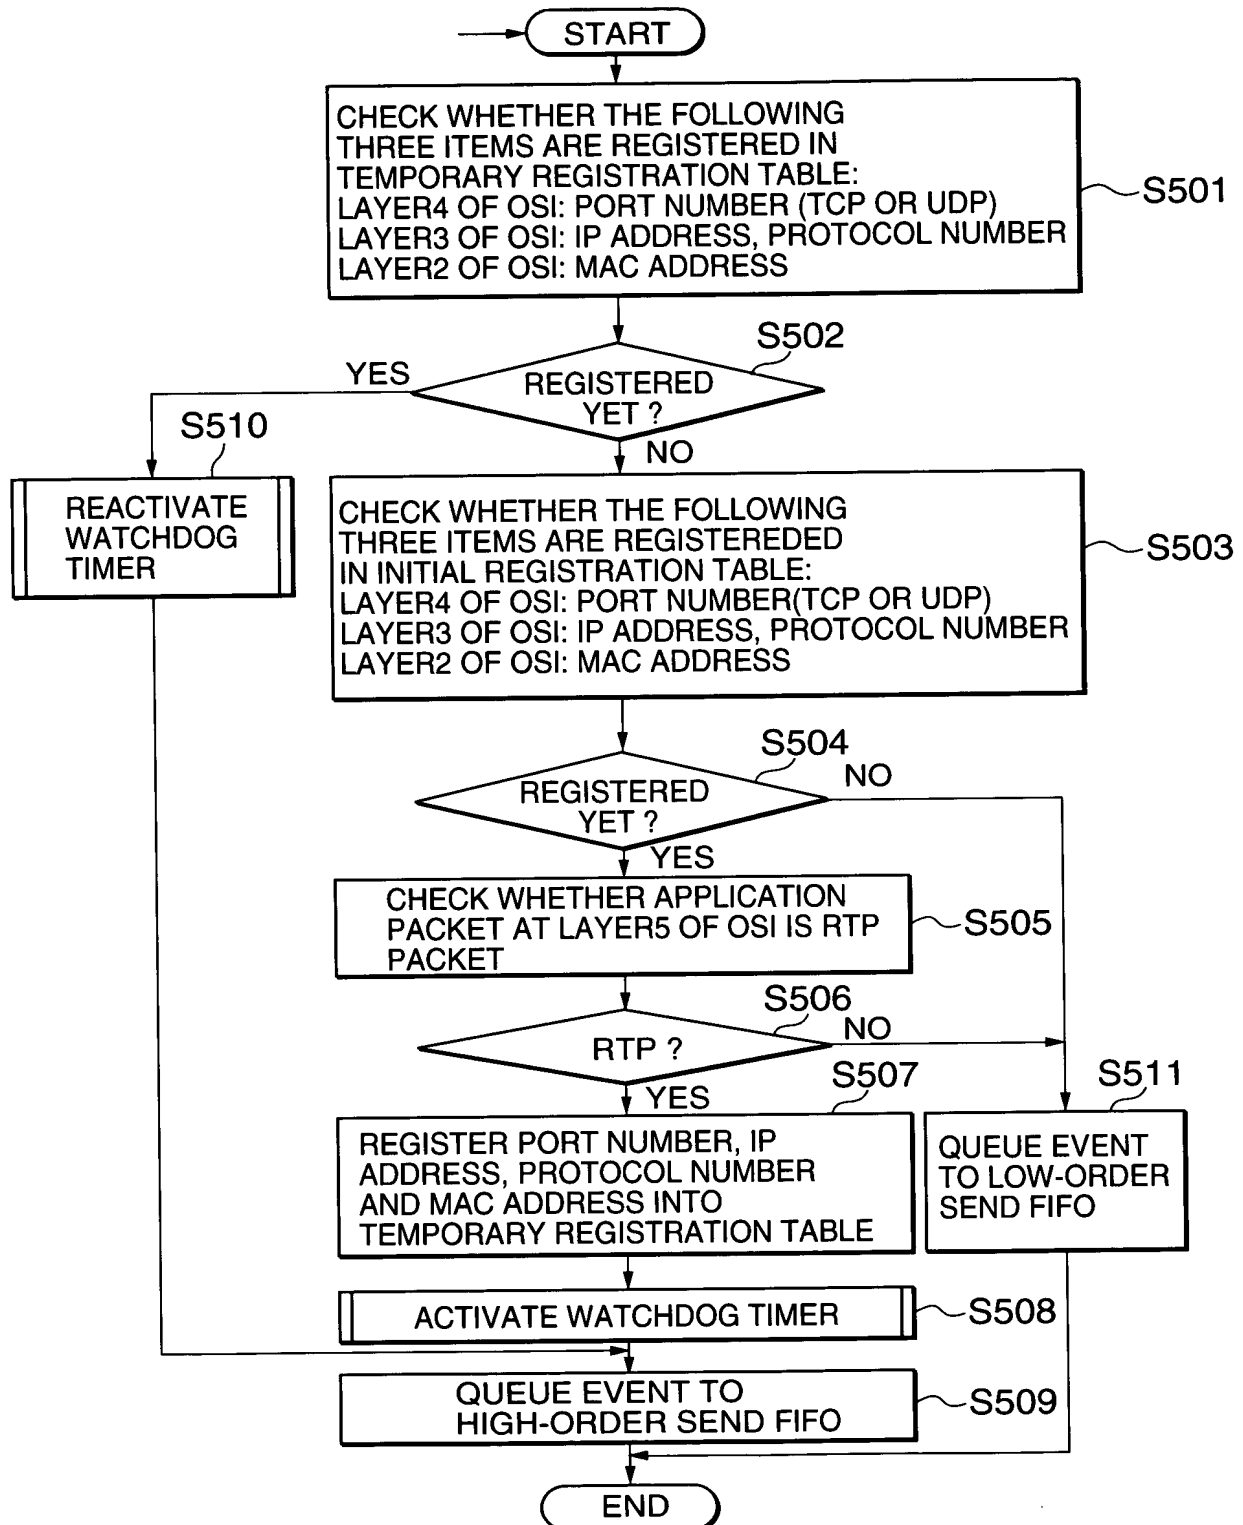 START
CHECK WHETHER THE FOLLOWING
THREE ITEMS ARE REGISTERED IN
TEMPORARY REGISTRATION TABLE:
LAYER4 OF OSI: PORT NUMBER (TCP OR UDP)
LAYER3 OF OSI: IP ADDRESS, PROTOCOL NUMBER
LAYER2 OF OSI: MAC ADDRESS
S501
S502
YES
REGISTERED
YET ?
NO
S510
REACTIVATE
WATCHDOG
TIMER
CHECK WHETHER THE FOLLOWING
THREE ITEMS ARE REGISTEREDED
IN INITIAL REGISTRATION TABLE:
LAYER4 OF OSI: PORT NUMBER(TCP OR UDP)
LAYER3 OF OSI: IP ADDRESS, PROTOCOL NUMBER
LAYER2 OF OSI: MAC ADDRESS
S503
S504
NO
REGISTERED
YET ?
YES
CHECK WHETHER APPLICATION
PACKET AT LAYER5 OF OSI IS RTP
PACKET
S505
S506
NO
RTP ?
YES
S507
REGISTER PORT NUMBER, IP
ADDRESS, PROTOCOL NUMBER
AND MAC ADDRESS INTO
TEMPORARY REGISTRATION TABLE
S511
QUEUE EVENT
TO LOW-ORDER
SEND FIFO
ACTIVATE WATCHDOG TIMER
S508
QUEUE EVENT TO
HIGH-ORDER SEND FIFO
S509
END